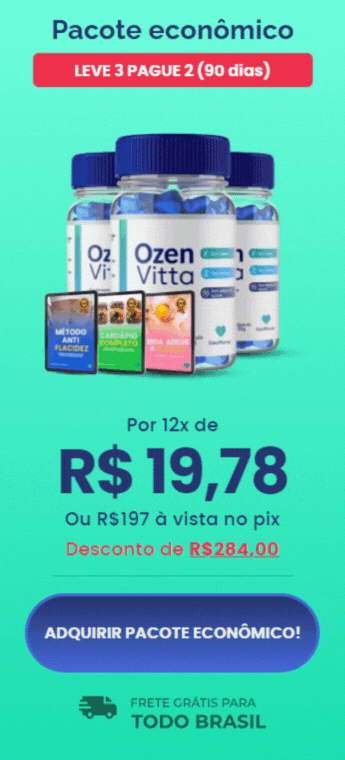 Pacote econômico
LEVE 3 PAGUE 2 (90 dias)
Ozen
Vitta
MÉTODO
ANTI
FLACIDEZ
CARDÁPIO
COMPLETO
Por 12x de
R$ 19,78
Ou R$197 à vista no pix
Desconto de R$284,00
ADQUIRIR PACOTE ECONÔMICO!
FRETE GRÁTIS PARA
TODO BRASIL